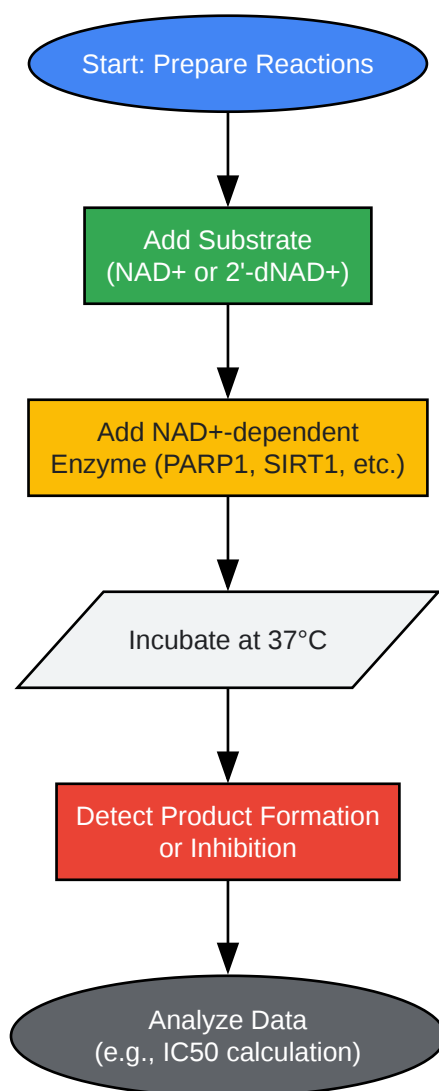 Start: Prepare Reactions
Add Substrate
(NAD+ or 2'-dNAD+)
Add NAD+-dependent
Enzyme (PARP1, SIRT1, etc.)
Incubate at 37°C
Detect Product Formation
or Inhibition
Analyze Data
(e.g., IC50 calculation)